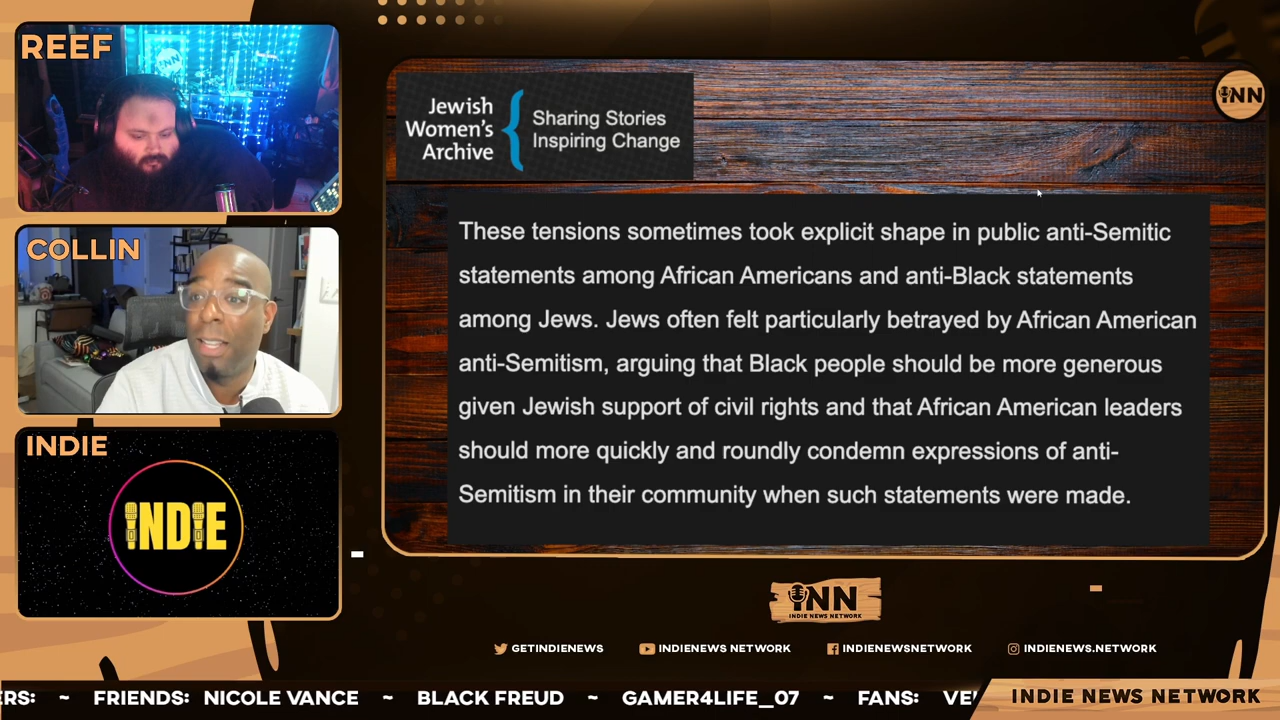 REEF
COLLIN
INDIE
INDIE
Jewish
Women's
Archive
Sharing Stories
Inspiring Change
INN
These tensions sometimes took explicit shape in public anti-Semitic
statements among African Americans and anti-Black statements
among Jews. Jews often felt particularly betrayed by African American
anti-Semitism, arguing that Black people should be more generous
given Jewish support of civil rights and that African American leaders
should more quickly and roundly condemn expressions of anti-
Semitism in their community when such statements were made.
INN
INDIE NEWS NETWORK
GETINDIENEWS INDIENEWS NETWORK INDIENEWSNETWORK INDIENEWS.NETWORK
ERS: ~ FRIENDS: NICOLE VANCE ~ BLACK FREUD ~ GAMER4LIFE_07 ~ FANS: VE
INDIE NEWS NETWORK